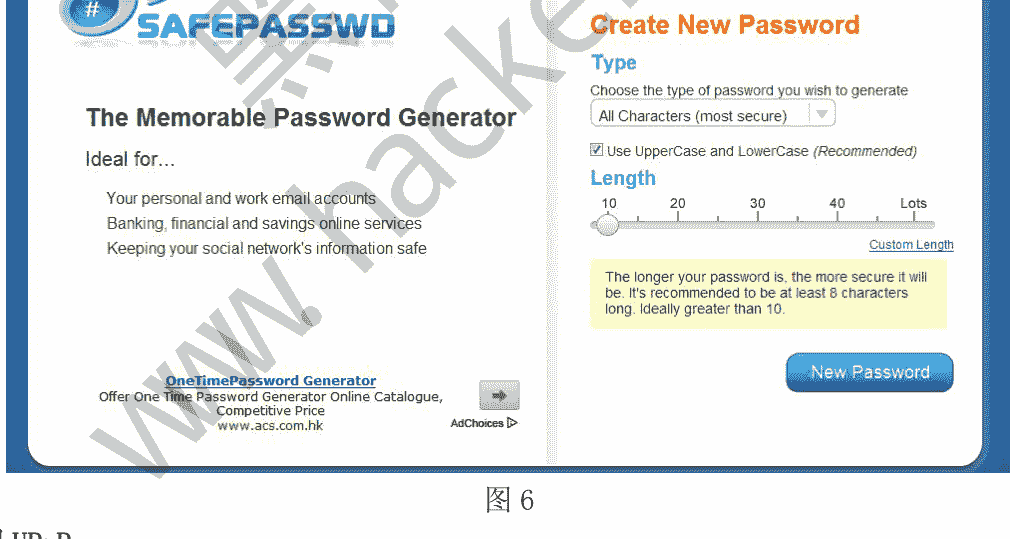 #
SAFEPASSWD
The Memorable Password Generator
Ideal for...
Your personal and work email accounts
Banking, financial and savings online services
Keeping your social network's information safe
OneTimePassword Generator
Offer One Time Password Generator Online Catalogue,
Competitive Price
www.acs.com.hk
AdChoices
Create New Password
Type
Choose the type of password you wish to generate
All Characters (most secure)
Use UpperCase and LowerCase (Recommended)
Length
10 20 30 40 Lots
Custom Length
The longer your password is, the more secure it will
be. It's recommended to be at least 8 characters
long. Ideally greater than 10.
New Password
www.hacke
图 6